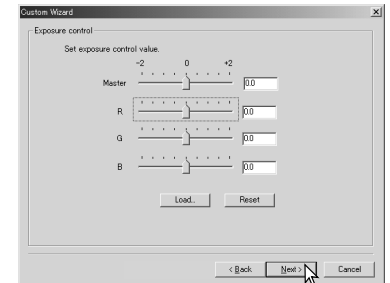 Custom Wizard
Exposure control
Set exposure control value.
-2 0 +2
Master 0.0
R 0.0
G 0.0
B 0.0
Load... Reset
< Back Next > Cancel